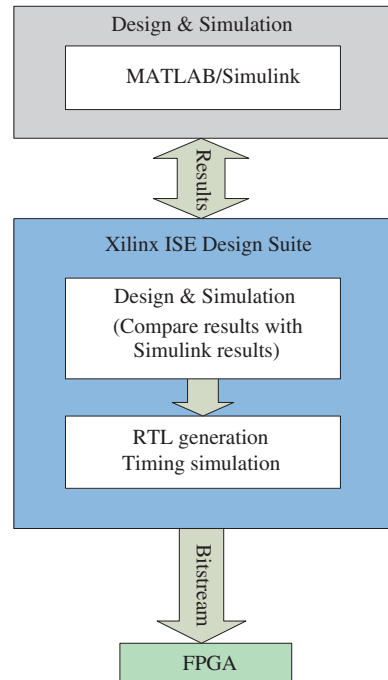 Design & Simulation
MATLAB/Simulink
Results
Xilinx ISE Design Suite
Design & Simulation
(Compare results with
Simulink results)
RTL generation
Timing simulation
Bitstream
FPGA